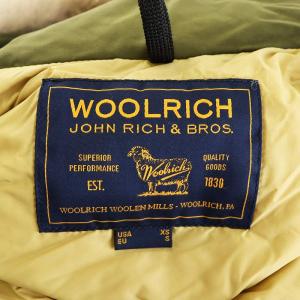 WOOLRICH
JOHN RICH & BROS.
SUPERIOR PERFORMANCE
QUALITY GOODS
Woolrich
EST. 1830
WOOLRICH WOOLEN MILLS - WOOLRICH, PA
USA XS
EU S